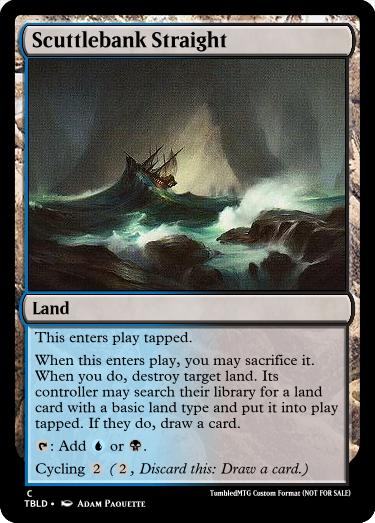 Scuttlebank Straight
Land
This enters play tapped.
When this enters play, you may sacrifice it.
When you do, destroy target land. Its
controller may search their library for a land
card with a basic land type and put it into play
tapped. If they do, draw a card.
: Add or .
Cycling 2 ( 2 , Discard this: Draw a card.)
C
TBLD • Adam Paquette
TumbledMTG Custom Format (NOT FOR SALE)